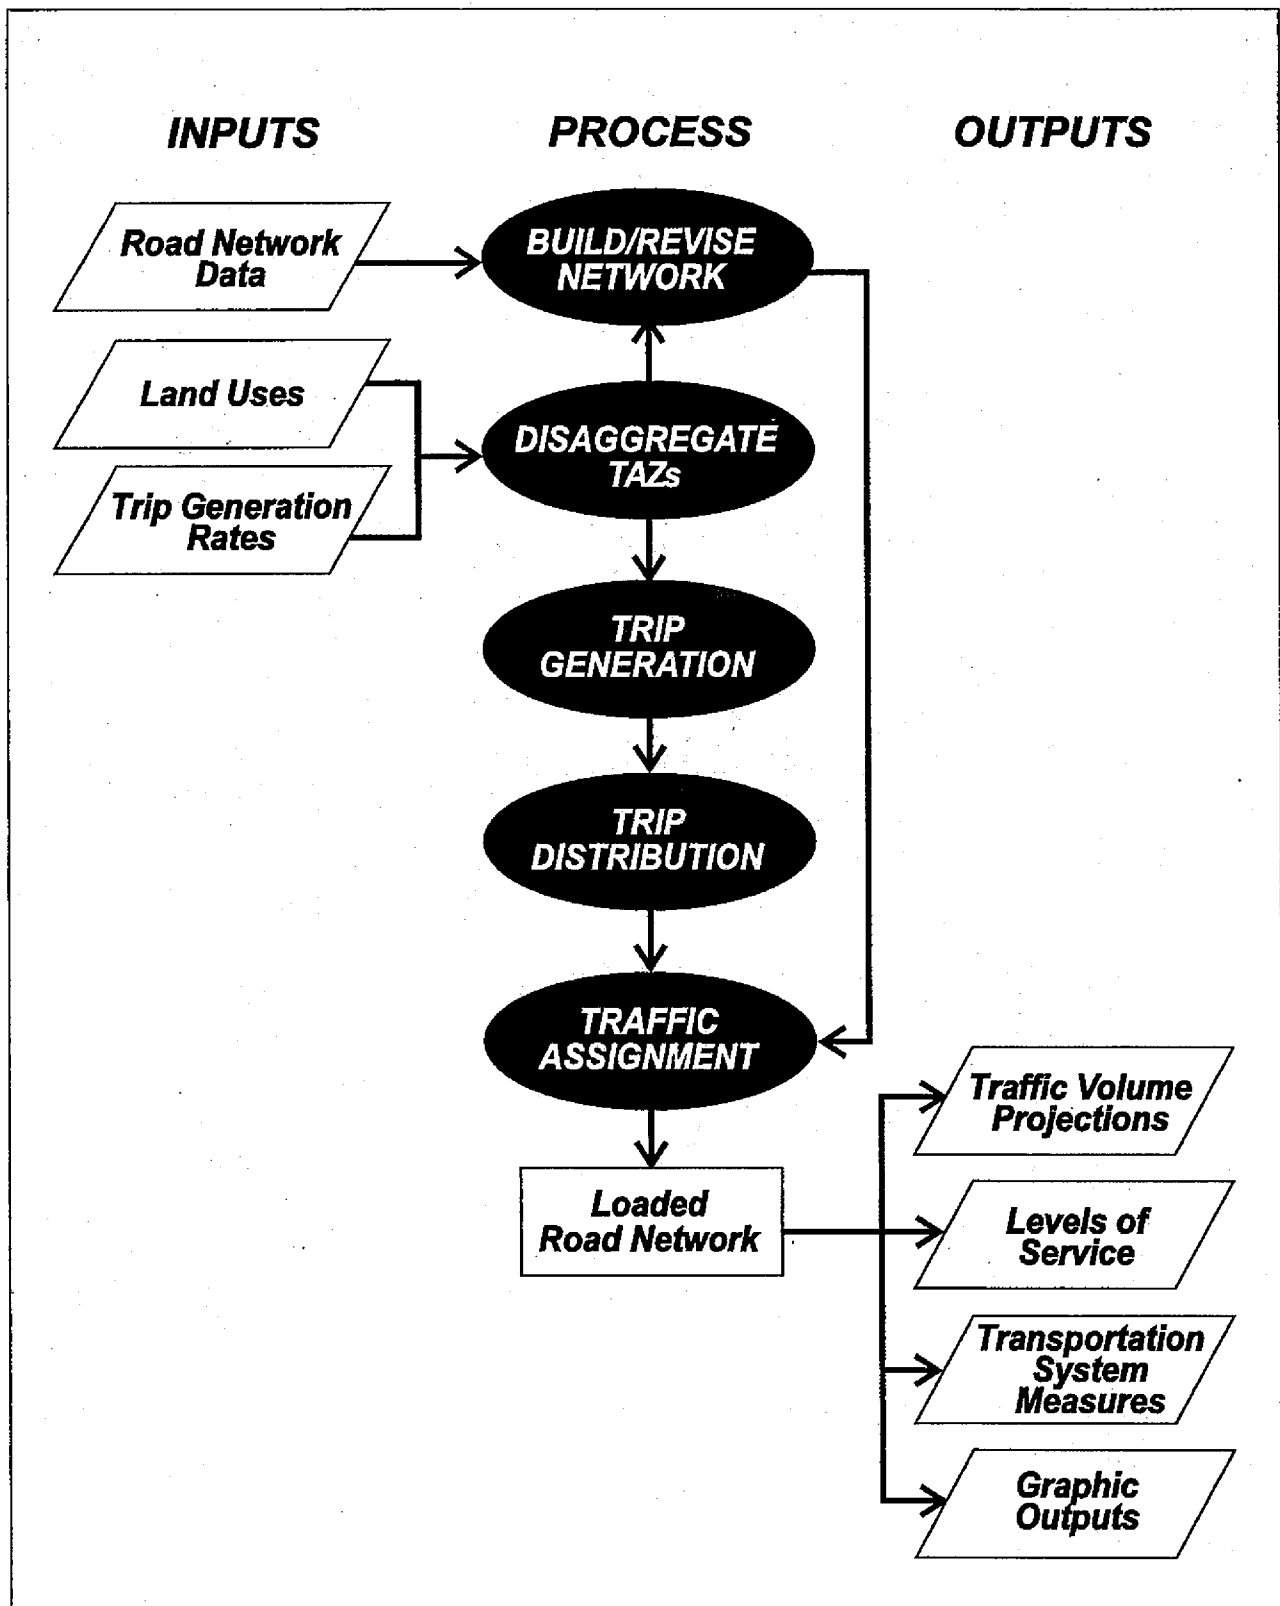 INPUTS
PROCESS
OUTPUTS
Road Network
Data
BUILD/REVISE
NETWORK
Land Uses
DISAGGREGATE
TAZs
Trip Generation
Rates
TRIP
GENERATION
TRIP
DISTRIBUTION
TRAFFIC
ASSIGNMENT
Traffic Volume
Projections
Loaded
Road Network
Levels of
Service
Transportation
System
Measures
Graphic
Outputs